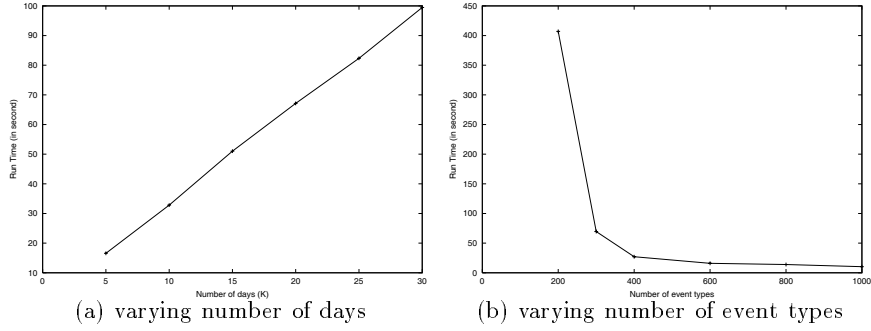 100
90
80
70
60
50
40
30
20
10
Run Time (in second)
0 5 10 15 20 25 30
Number of days (K)
(a) varying number of days
450
400
350
300
250
200
150
100
50
0
Run Time (in second)
0 200 400 600 800 1000
Number of event types
(b) varying number of event types